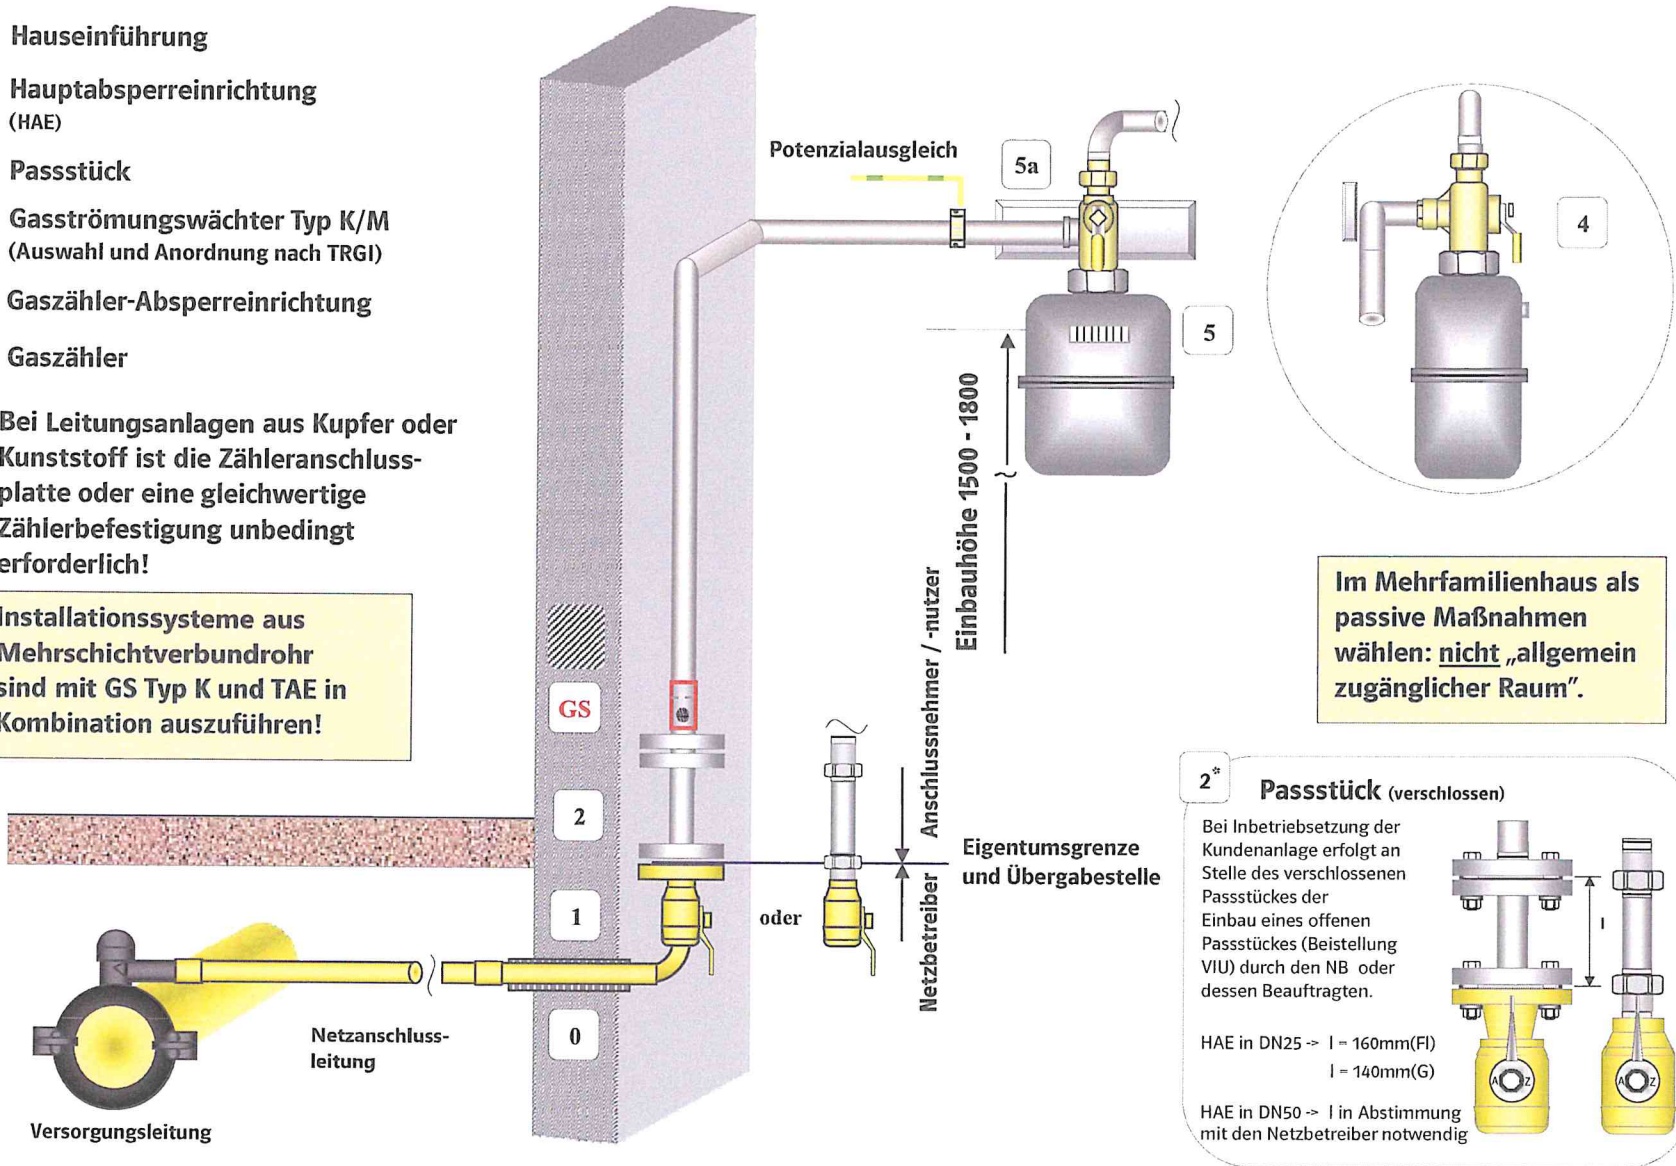 Hauseinführung
Hauptabsperreinrichtung
(HAE)
Passstück
Gasströmungswächter Typ K/M
(Auswahl und Anordnung nach TRGI)
Gaszähler-Absperreinrichtung
Gaszähler
Bei Leitungsanlagen aus Kupfer oder
Kunststoff ist die Zähleranschluss-
platte oder eine gleichwertige
Zählerbefestigung unbedingt
erforderlich!
Installationssysteme aus
Mehrschichtverbundrohr
sind mit GS Typ K und TAE in
Kombination auszuführen!
GS
2
1
0
Netzanschluss-
leitung
Versorgungsleitung
Potenzialausgleich
5a
5
4
Einbauhöhe 1500 - 1800
Anschlussnehmer / -nutzer
Netzbetreiber
oder
Eigentumsgrenze
und Übergabestelle
Im Mehrfamilienhaus als
passive Maßnahmen
wählen: nicht „allgemein
zugänglicher Raum”.
2*
Passstück (verschlossen)
Bei Inbetriebsetzung der
Kundenanlage erfolgt an
Stelle des verschlossenen
Passstückes der
Einbau eines offenen
Passstückes (Beistellung
VIU) durch den NB oder
dessen Beauftragten.
HAE in DN25 -> l = 160mm(Fl)
l = 140mm(G)
HAE in DN50 -> l in Abstimmung
mit den Netzbetreiber notwendig
l
A Z
A Z